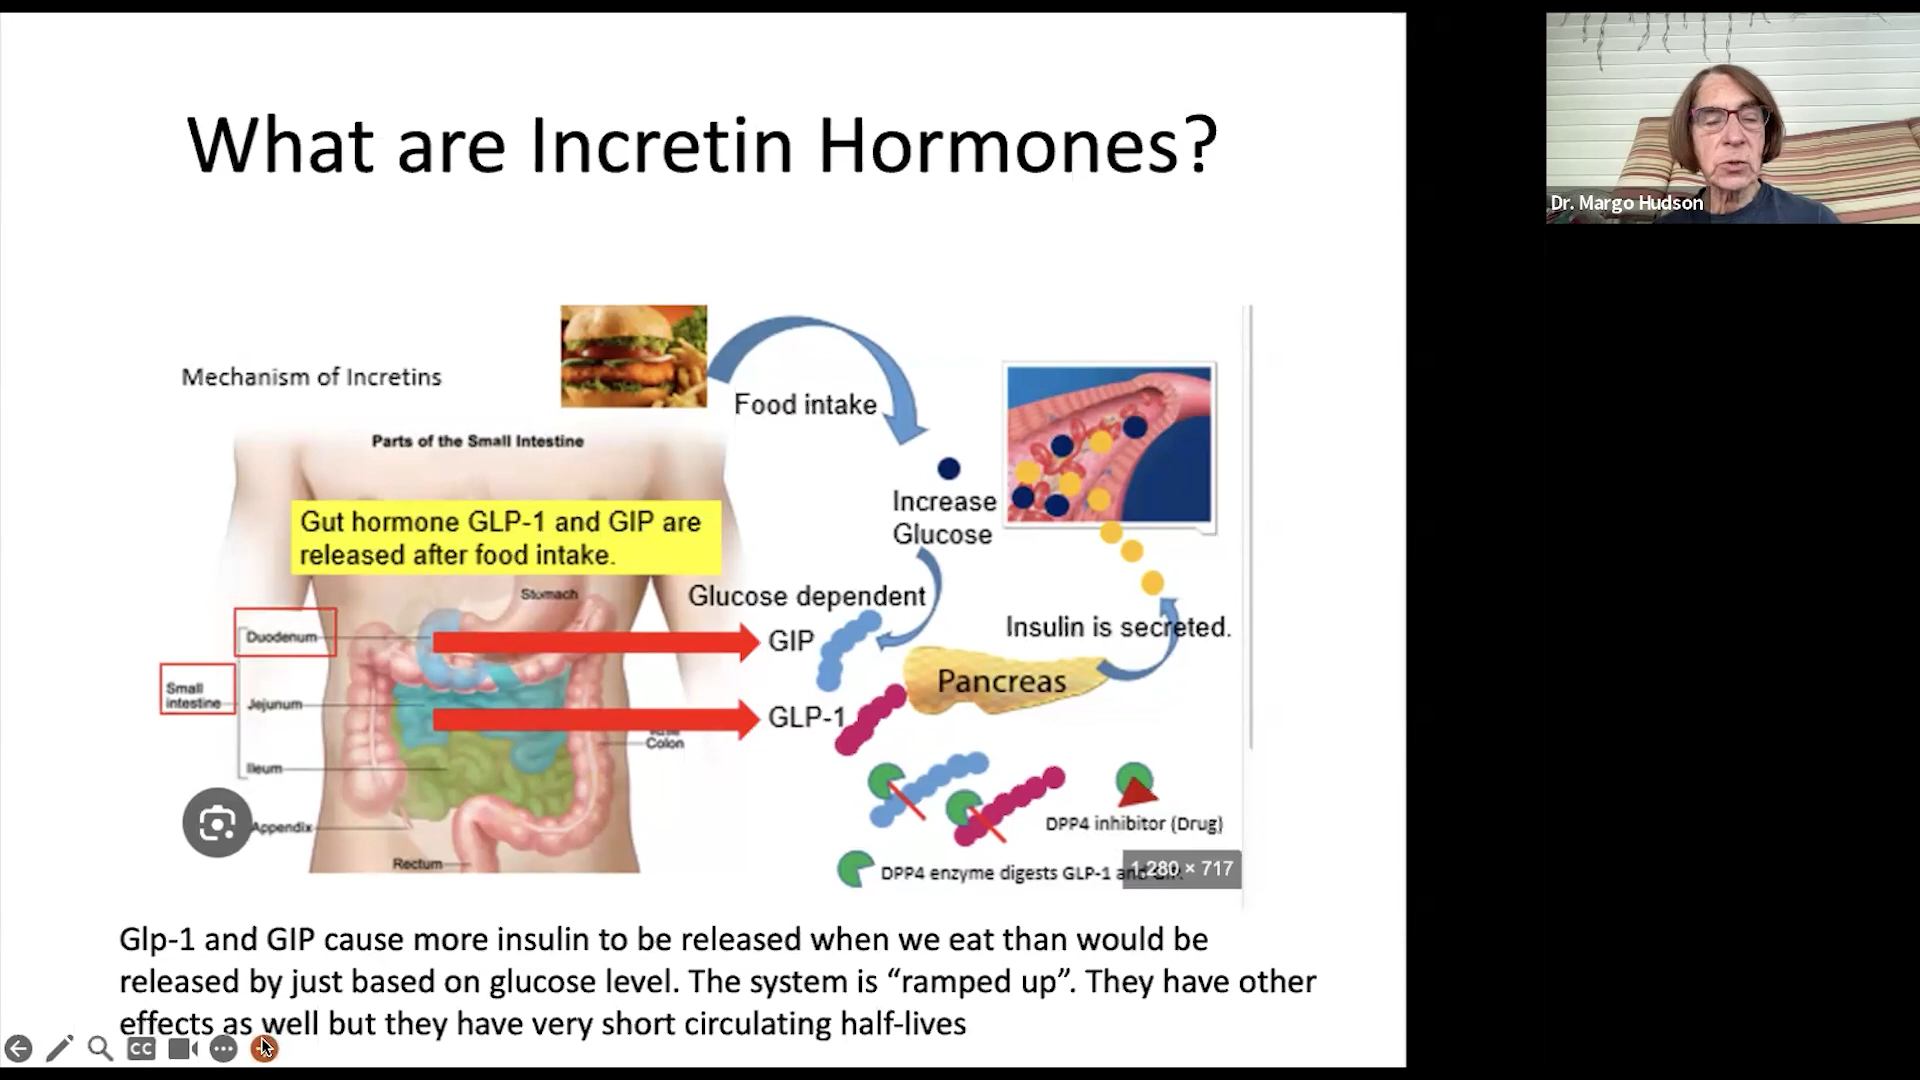 What are Incretin Hormones?
Dr. Margo Hudson
Mechanism of Incretins
Food intake
Parts of the Small Intestine
Increase
Glucose
Gut hormone GLP-1 and GIP are
released after food intake.
Stomach
Glucose dependent
Duodenum
GIP
Insulin is secreted.
Small
intestine
Jejunum
Pancreas
GLP-1
Colon
Ileum
Appendix
DPP4 inhibitor (Drug)
Rectum
DPP4 enzyme digests GLP-1 and
1,280 × 717
Glp-1 and GIP cause more insulin to be released when we eat than would be
released by just based on glucose level. The system is “ramped up”. They have other
effects as well but they have very short circulating half-lives
CC